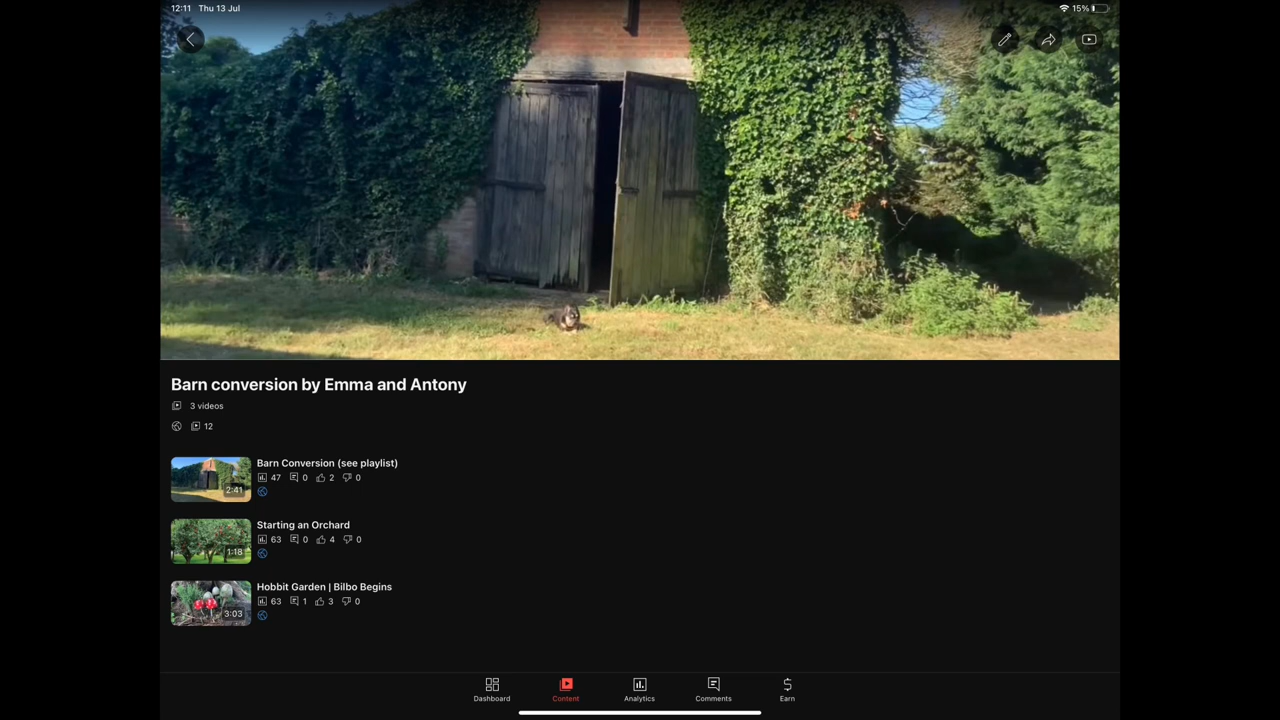 12:11 Thu 13 Jul 15%
Barn conversion by Emma and Antony
3 videos
12
Barn Conversion (see playlist)
47 0 2 0
2:41
Starting an Orchard
63 0 4 0
1:18
Hobbit Garden | Bilbo Begins
63 1 3 0
3:03
Dashboard Content Analytics Comments Earn